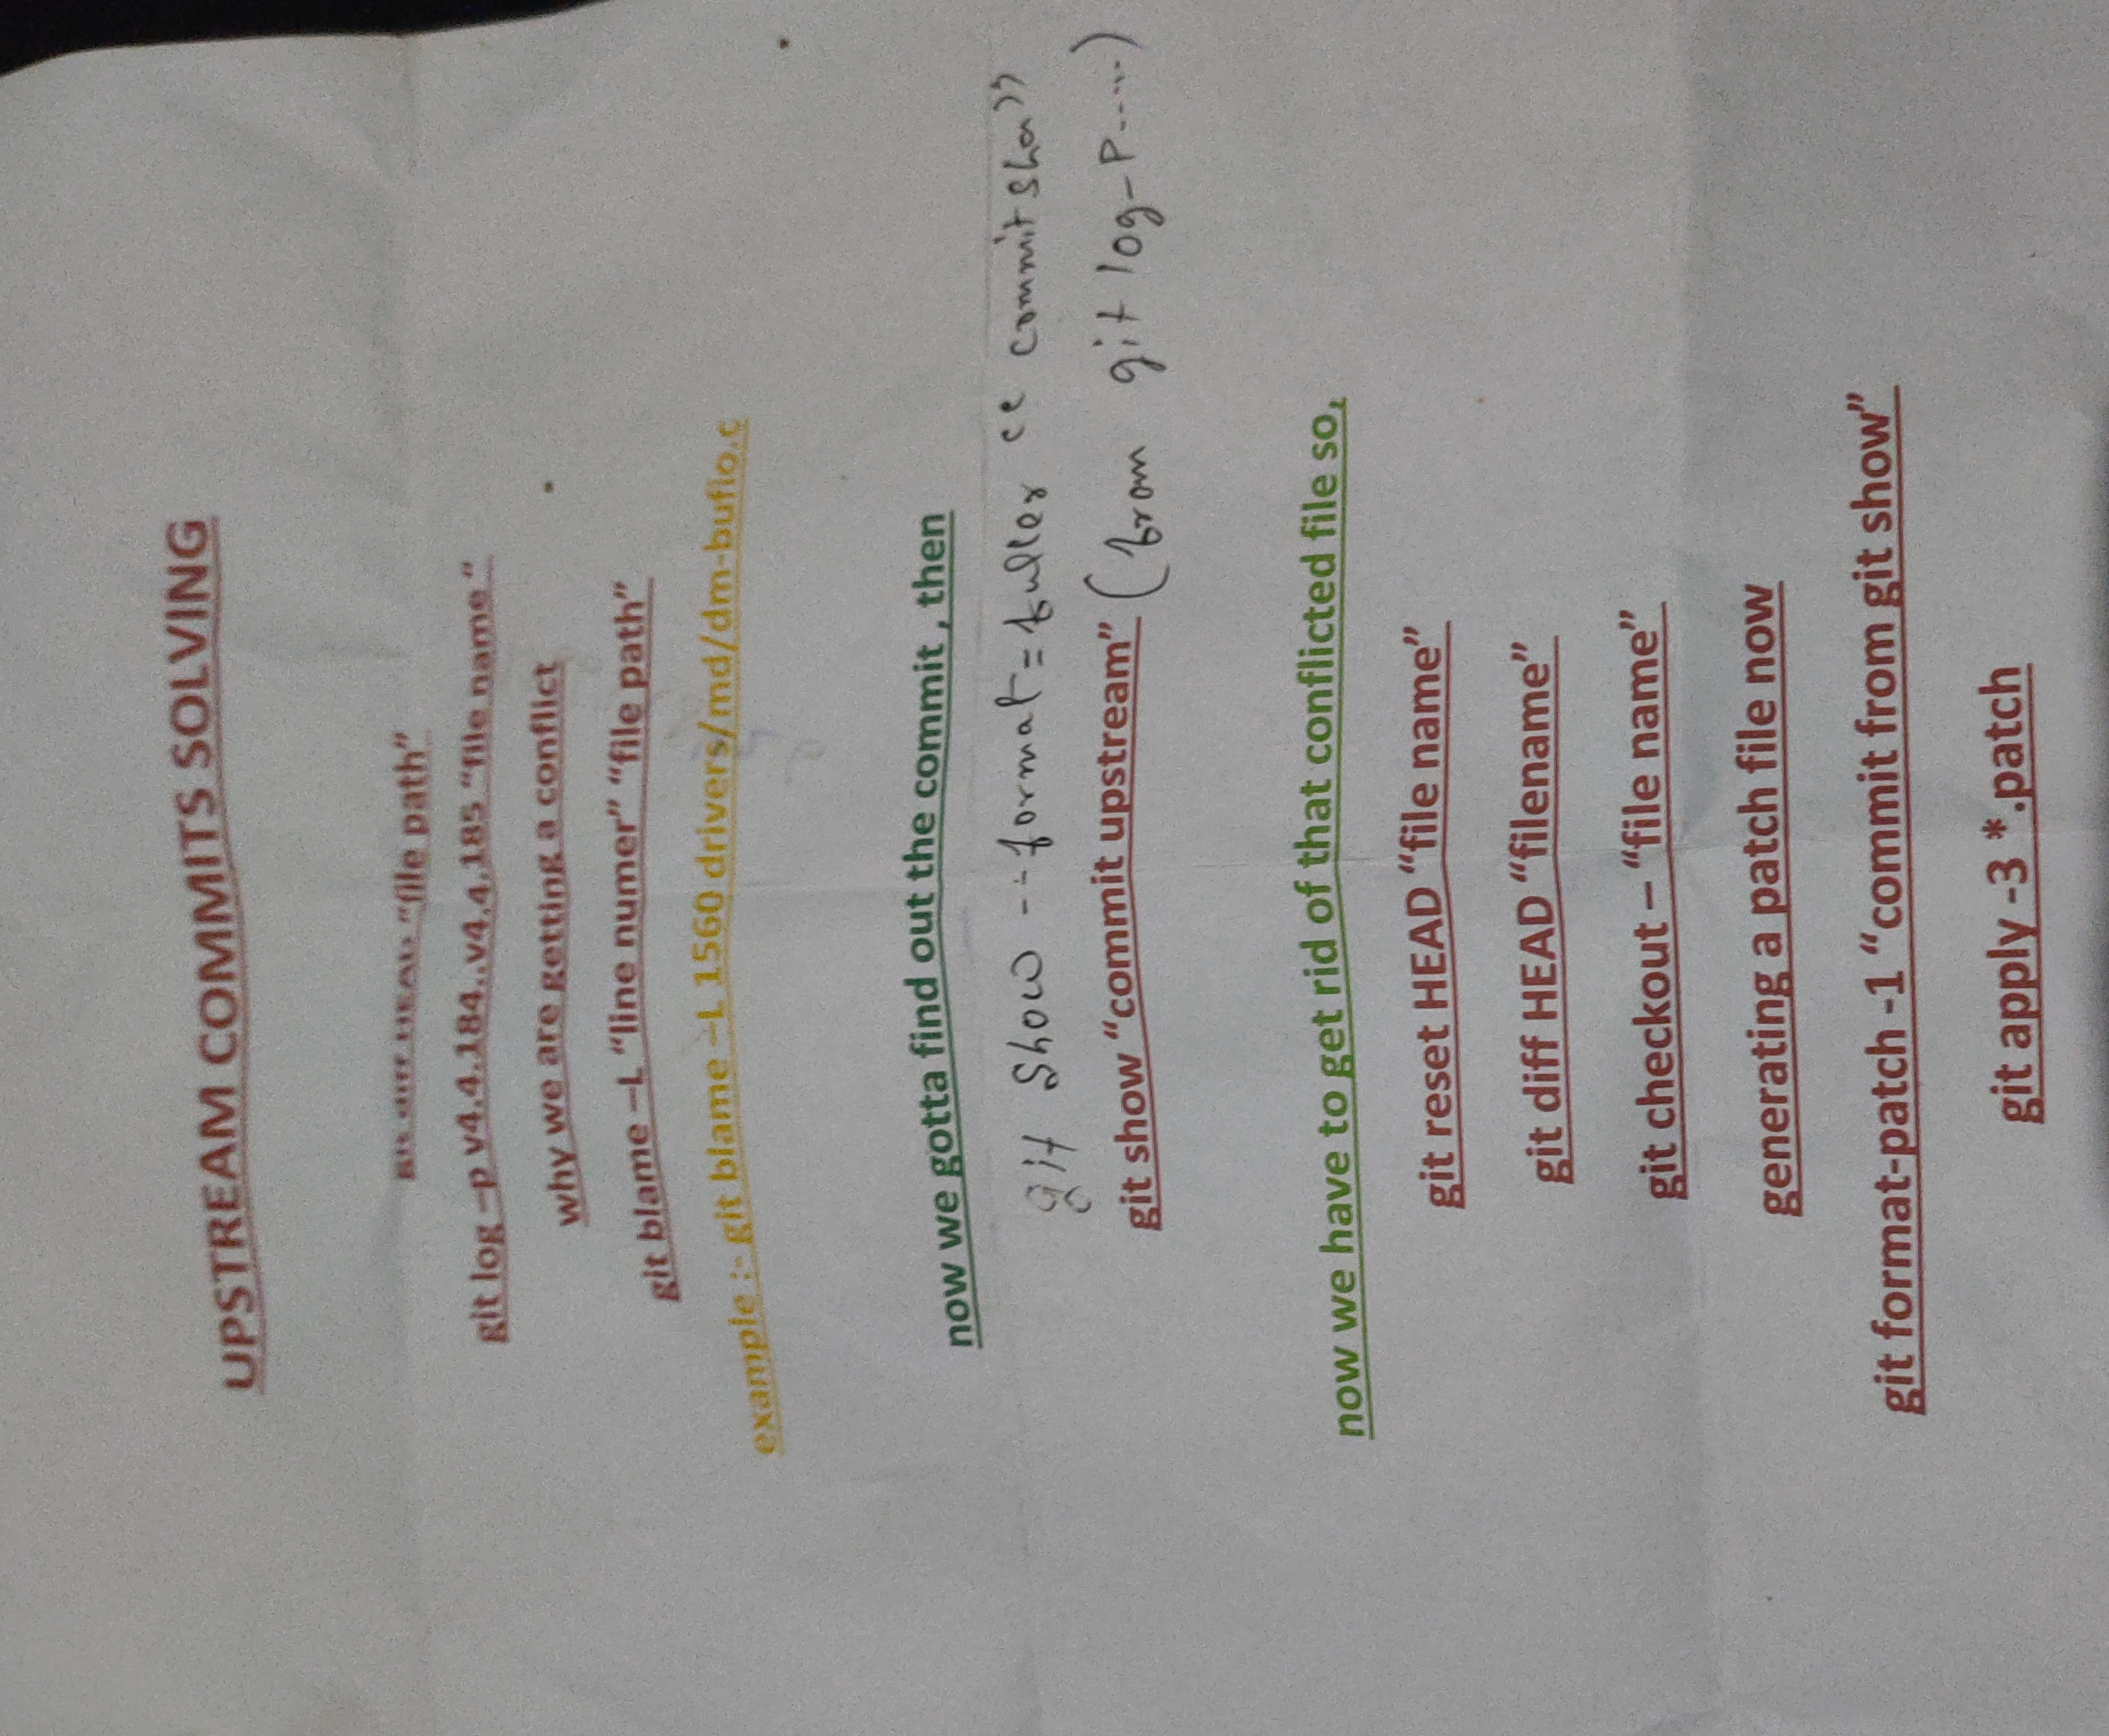 UPSTREAM COMMITS SOLVING
git diff HEAD “file path”
git log –p v4.4.184..v4.4.185 “file name “
why we are getting a conflict
git blame –L “line numer” “file path”
example :- git blame –L 1560 drivers/md/dm-bufio.c
now we gotta find out the commit , then
git show --format=fuller “commit sha”
git show “commit upstream” (from git log-p.....)
now we have to get rid of that conflicted file so,
git reset HEAD “file name”
git diff HEAD “filename”
git checkout – “file name”
generating a patch file now
git format-patch -1 “commit from git show”
git apply -3 *.patch